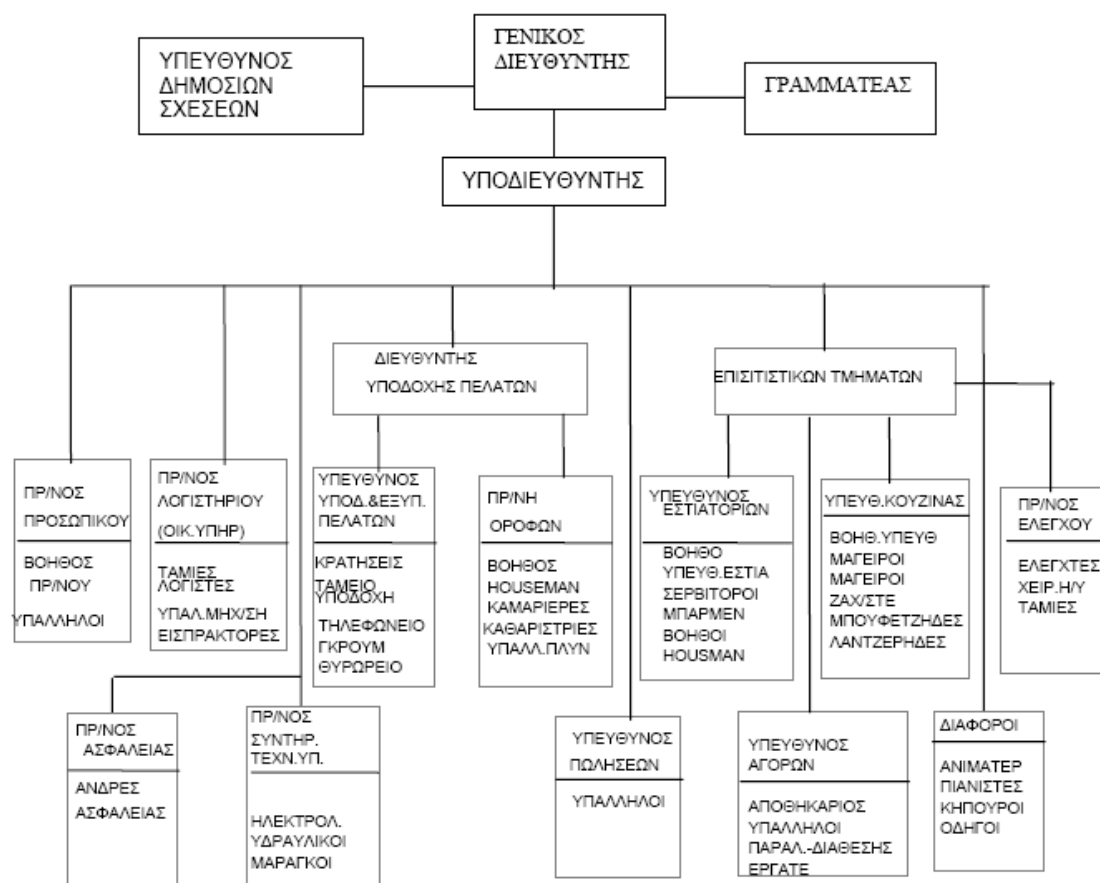 ΥΠΕΥΘΥΝΟΣ
ΔΗΜΟΣΙΩΝ
ΣΧΕΣΕΩΝ
ΓΕΝΙΚΟΣ
ΔΙΕΥΘΥΝΤΗΣ
ΓΡΑΜΜΑΤΕΑΣ
ΥΠΟΔΙΕΥΘΥΝΤΗΣ
ΔΙΕΥΘΥΝΤΗΣ
ΥΠΟΔΟΧΗΣ ΠΕΛΑΤΩΝ
ΕΠΙΣΙΤΙΣΤΙΚΩΝ ΤΜΗΜΑΤΩΝ
ΠΡ/ΝΟΣ
ΠΡΟΣΩΠΙΚΟΥ
ΒΟΗΘΟΣ
ΠΡ/ΝΟΥ
ΥΠΑΛΛΗΛΟΙ
ΠΡ/ΝΟΣ
ΛΟΓΙΣΤΗΡΙΟΥ
(ΟΙΚ.ΥΠΗΡ)
ΤΑΜΙΕΣ
ΛΟΓΙΣΤΕΣ
ΥΠΑΛ.ΜΗΧ/ΣΗ
ΕΙΣΠΡΑΚΤΟΡΕΣ
ΥΠΕΥΘΥΝΟΣ
ΥΠΟΔ.&ΕΞΥΠ.
ΠΕΛΑΤΩΝ
ΚΡΑΤΗΣΕΙΣ
ΤΑΜΕΙΟ
ΥΠΟΔΟΧΗ
ΤΗΛΕΦΩΝΕΙΟ
ΓΚΡΟΥΜ
ΘΥΡΩΡΕΙΟ
ΠΡ/ΝΗ
ΟΡΟΦΩΝ
ΒΟΗΘΟΣ
HOUSEMAN
ΚΑΜΑΡΙΕΡΕΣ
ΚΑΘΑΡΙΣΤΡΙΕΣ
ΥΠΑΛΛ.ΠΛΥΝ
ΥΠΕΥΘΥΝΟΣ
ΕΣΤΙΑΤΟΡΙΩΝ
ΒΟΗΘΟ
ΥΠΕΥΘ.ΕΣΤΙΑ
ΣΕΡΒΙΤΟΡΟΙ
ΜΠΑΡΜΕΝ
ΒΟΗΘΟΙ
HOUSMAN
ΥΠΕΥΘ.ΚΟΥΖΙΝΑΣ
ΒΟΗΘ.ΥΠΕΥΘ
ΜΑΓΕΙΡΟΙ
ΜΑΓΕΙΡΟΙ
ΖΑΧ/ΣΤΕ
ΜΠΟΥΦΕΤΖΗΔΕΣ
ΛΑΝΤΖΕΡΗΔΕΣ
ΠΡ/ΝΟΣ
ΕΛΕΓΧΟΥ
ΕΛΕΓΧΤΕΣ
ΧΕΙΡ.Η/Υ
ΤΑΜΙΕΣ
ΠΡ/ΝΟΣ
ΑΣΦΑΛΕΙΑΣ
ΑΝΔΡΕΣ
ΑΣΦΑΛΕΙΑΣ
ΠΡ/ΝΟΣ
ΣΥΝΤΗΡ.
ΤΕΧΝ.ΥΠ.
ΗΛΕΚΤΡΟΛ.
ΥΔΡΑΥΛΙΚΟΙ
ΜΑΡΑΓΚΟΙ
ΥΠΕΥΘΥΝΟΣ
ΠΩΛΗΣΕΩΝ
ΥΠΑΛΛΗΛΟΙ
ΥΠΕΥΘΥΝΟΣ
ΑΓΟΡΩΝ
ΑΠΟΘΗΚΑΡΙΟΣ
ΥΠΑΛΛΗΛΟΙ
ΠΑΡΑΛ.-ΔΙΑΘΕΣΗΣ
ΕΡΓΑΤΕ
ΔΙΑΦΟΡΟΙ
ΑΝΙΜΑΤΕΡ
ΠΙΑΝΙΣΤΕΣ
ΚΗΠΟΥΡΟΙ
ΟΔΗΓΟΙ